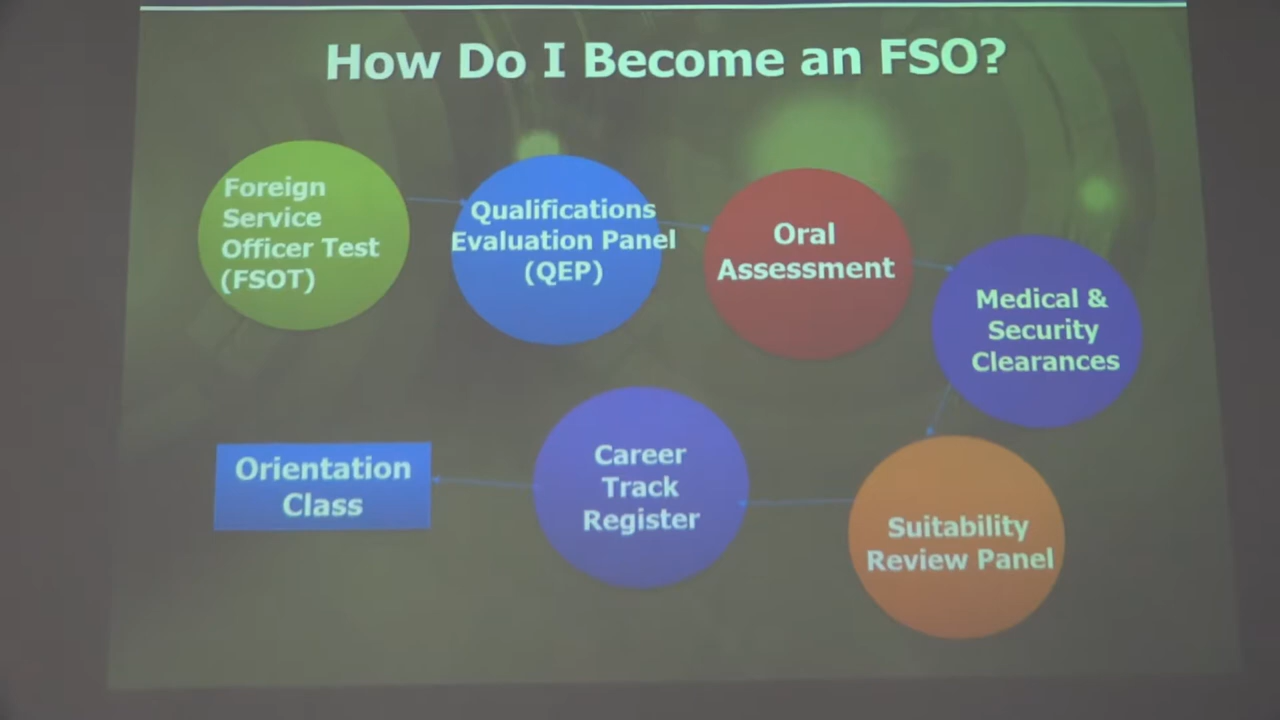 How Do I Become an FSO?
Foreign
Service
Officer Test
(FSOT)
Qualifications
Evaluation Panel
(QEP)
Oral
Assessment
Medical &
Security
Clearances
Suitability
Review Panel
Career
Track
Register
Orientation
Class